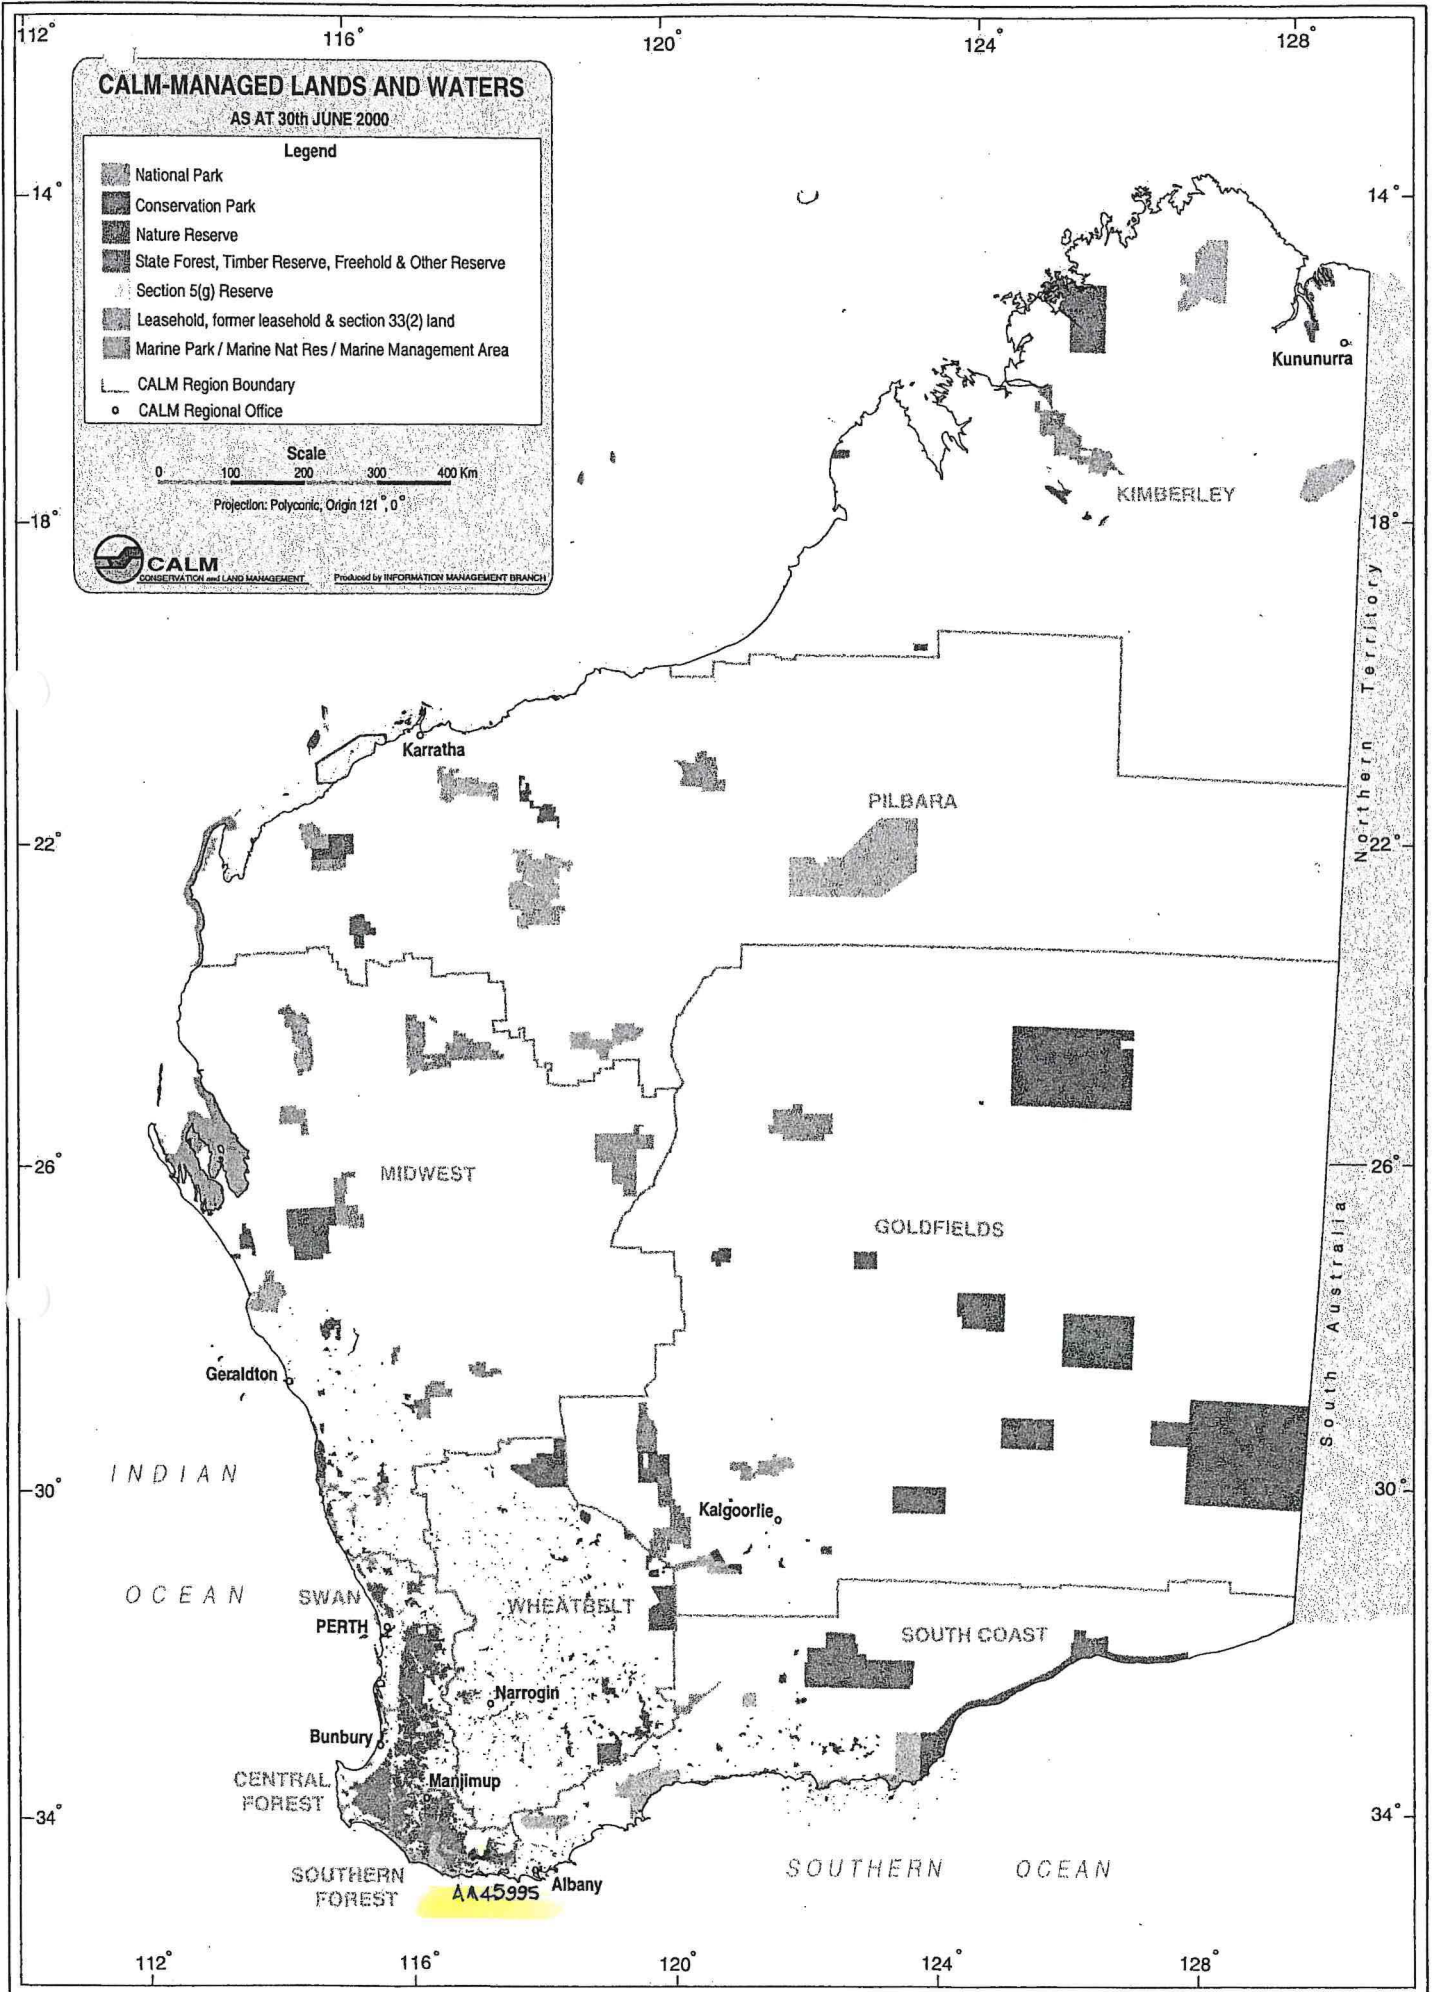 112° 116° 120° 124° 128°
CALM-MANAGED LANDS AND WATERS
AS AT 30th JUNE 2000
Legend
National Park
Conservation Park
Nature Reserve
State Forest, Timber Reserve, Freehold & Other Reserve
Section 5(g) Reserve
Leasehold, former leasehold & section 33(2) land
Marine Park / Marine Nat Res / Marine Management Area
CALM Region Boundary
CALM Regional Office
Scale
0 100 200 300 400 Km
Projection: Polyconic, Origin 121°, 0°
CALM
CONSERVATION and LAND MANAGEMENT Produced by INFORMATION MANAGEMENT BRANCH
14° 14°
Kununurra
KIMBERLEY
18° 18°
Northern Territory
Karratha
PILBARA
22° 22°
26° 26°
MIDWEST
GOLDFIELDS
South Australia
Geraldton
INDIAN
30° 30°
Kalgoorlie
OCEAN
SWAN
WHEATBELT
PERTH
SOUTH COAST
Narrogin
Bunbury
CENTRAL
FOREST
Manjimup
34° 34°
SOUTHERN
FOREST
AA45995
Albany
SOUTHERN OCEAN
112° 116° 120° 124° 128°